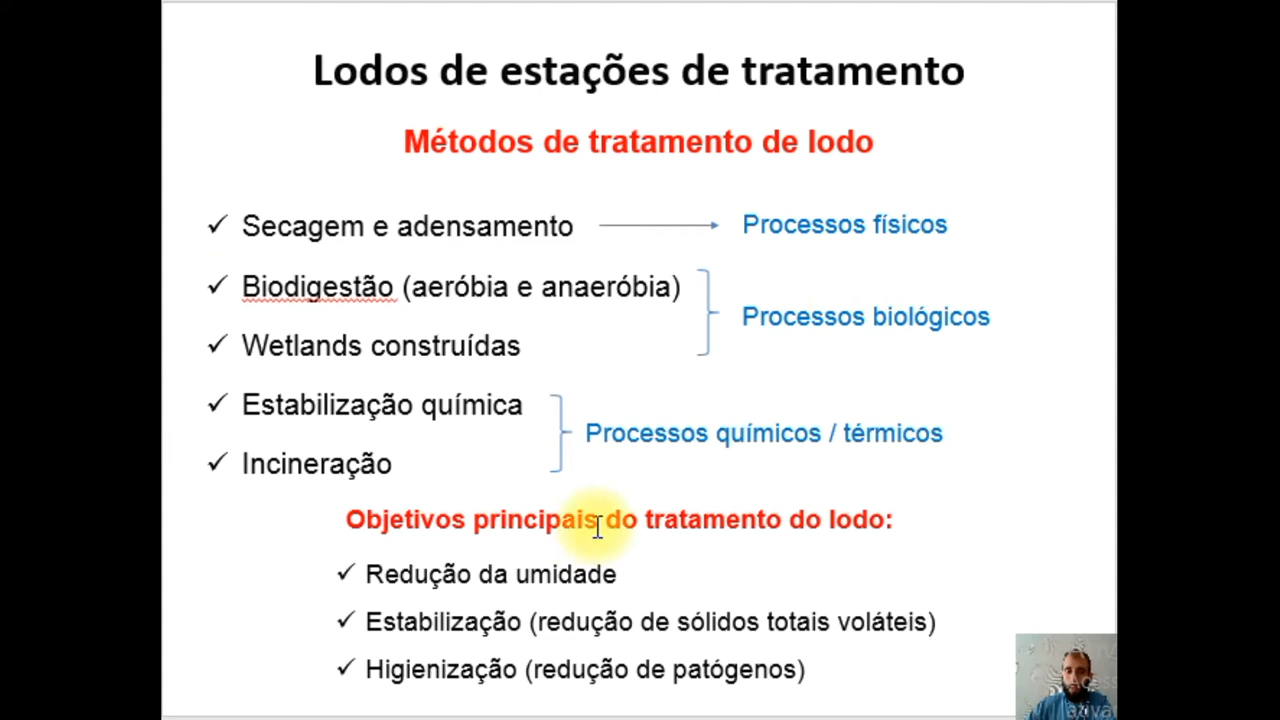 Lodos de estações de tratamento
Métodos de tratamento de lodo
✓ Secagem e adensamento
Processos físicos
✓ Biodigestão (aeróbia e anaeróbia)
✓ Wetlands construídas
Processos biológicos
✓ Estabilização química
✓ Incineração
Processos químicos / térmicos
Objetivos principais do tratamento do lodo:
✓ Redução da umidade
✓ Estabilização (redução de sólidos totais voláteis)
✓ Higienização (redução de patógenos)